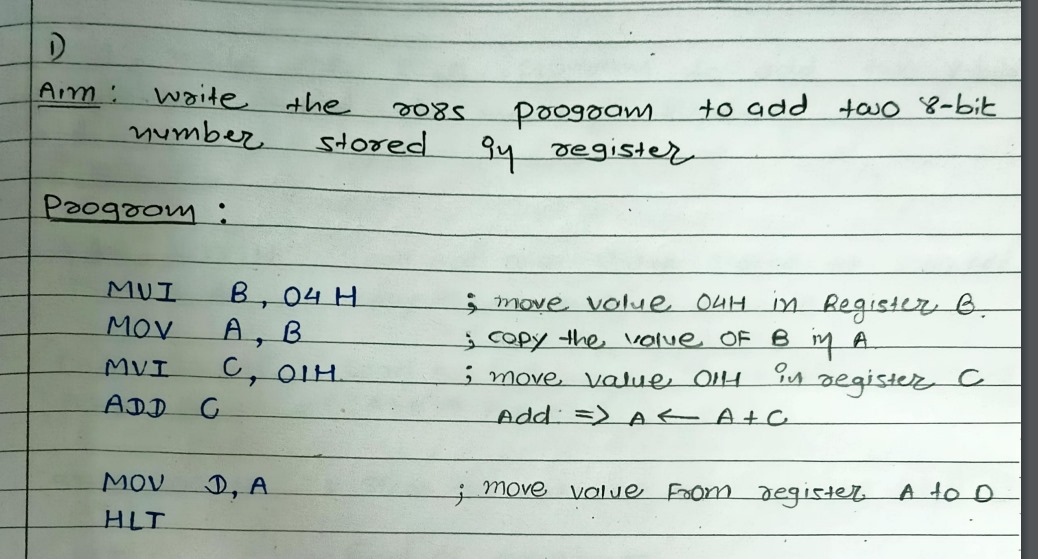 1)
Aim : write the 8085 program to add two 8-bit
number stored in register
Program :
MVI B, 04H ; move value 04H in Register B.
MOV A, B ; copy the value OF B in A
MVI C, 01H ; move value 01H in register C
ADD C Add => A ← A+C
MOV D, A ; move value From register A to D
HLT